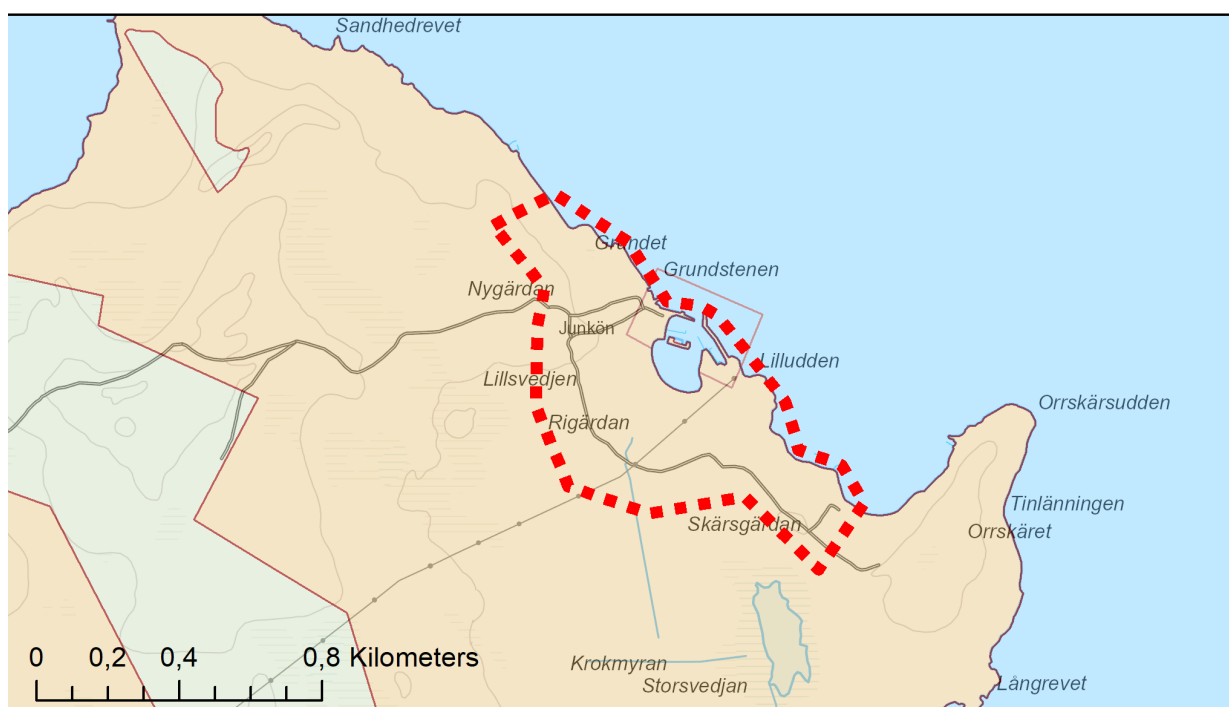 Sandhedrevet
Grundet
Grundstenen
Nygärdan
Junkön
Lilludden
Lillsvedjen
Orrskärsudden
Rigärdan
Tinlänningen
Skärsgärdan
Orrskäret
0 0,2 0,4 0,8 Kilometers
Krokmyran
Storsvedjan
Långrevet